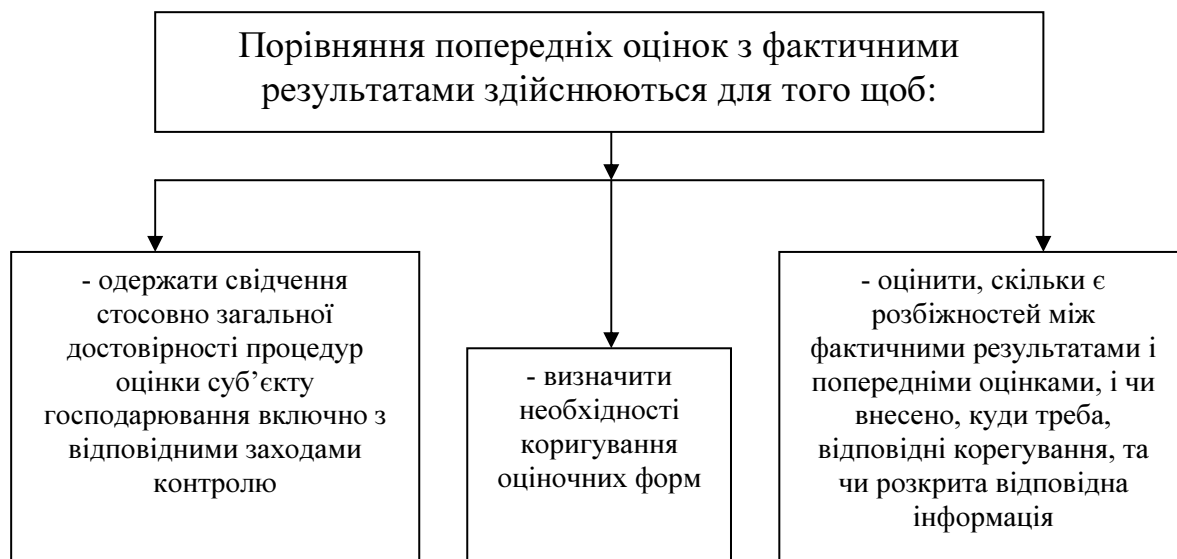 Порівняння попередніх оцінок з фактичними
результатами здійснюються для того щоб:
- одержати свідчення
стосовно загальної
достовірності процедур
оцінки суб’єкту
господарювання включно з
відповідними заходами
контролю
- визначити
необхідності
коригування
оціночних форм
- оцінити, скільки є
розбіжностей між
фактичними результатами і
попередніми оцінками, і чи
внесено, куди треба,
відповідні корегування, та
чи розкрита відповідна
інформація